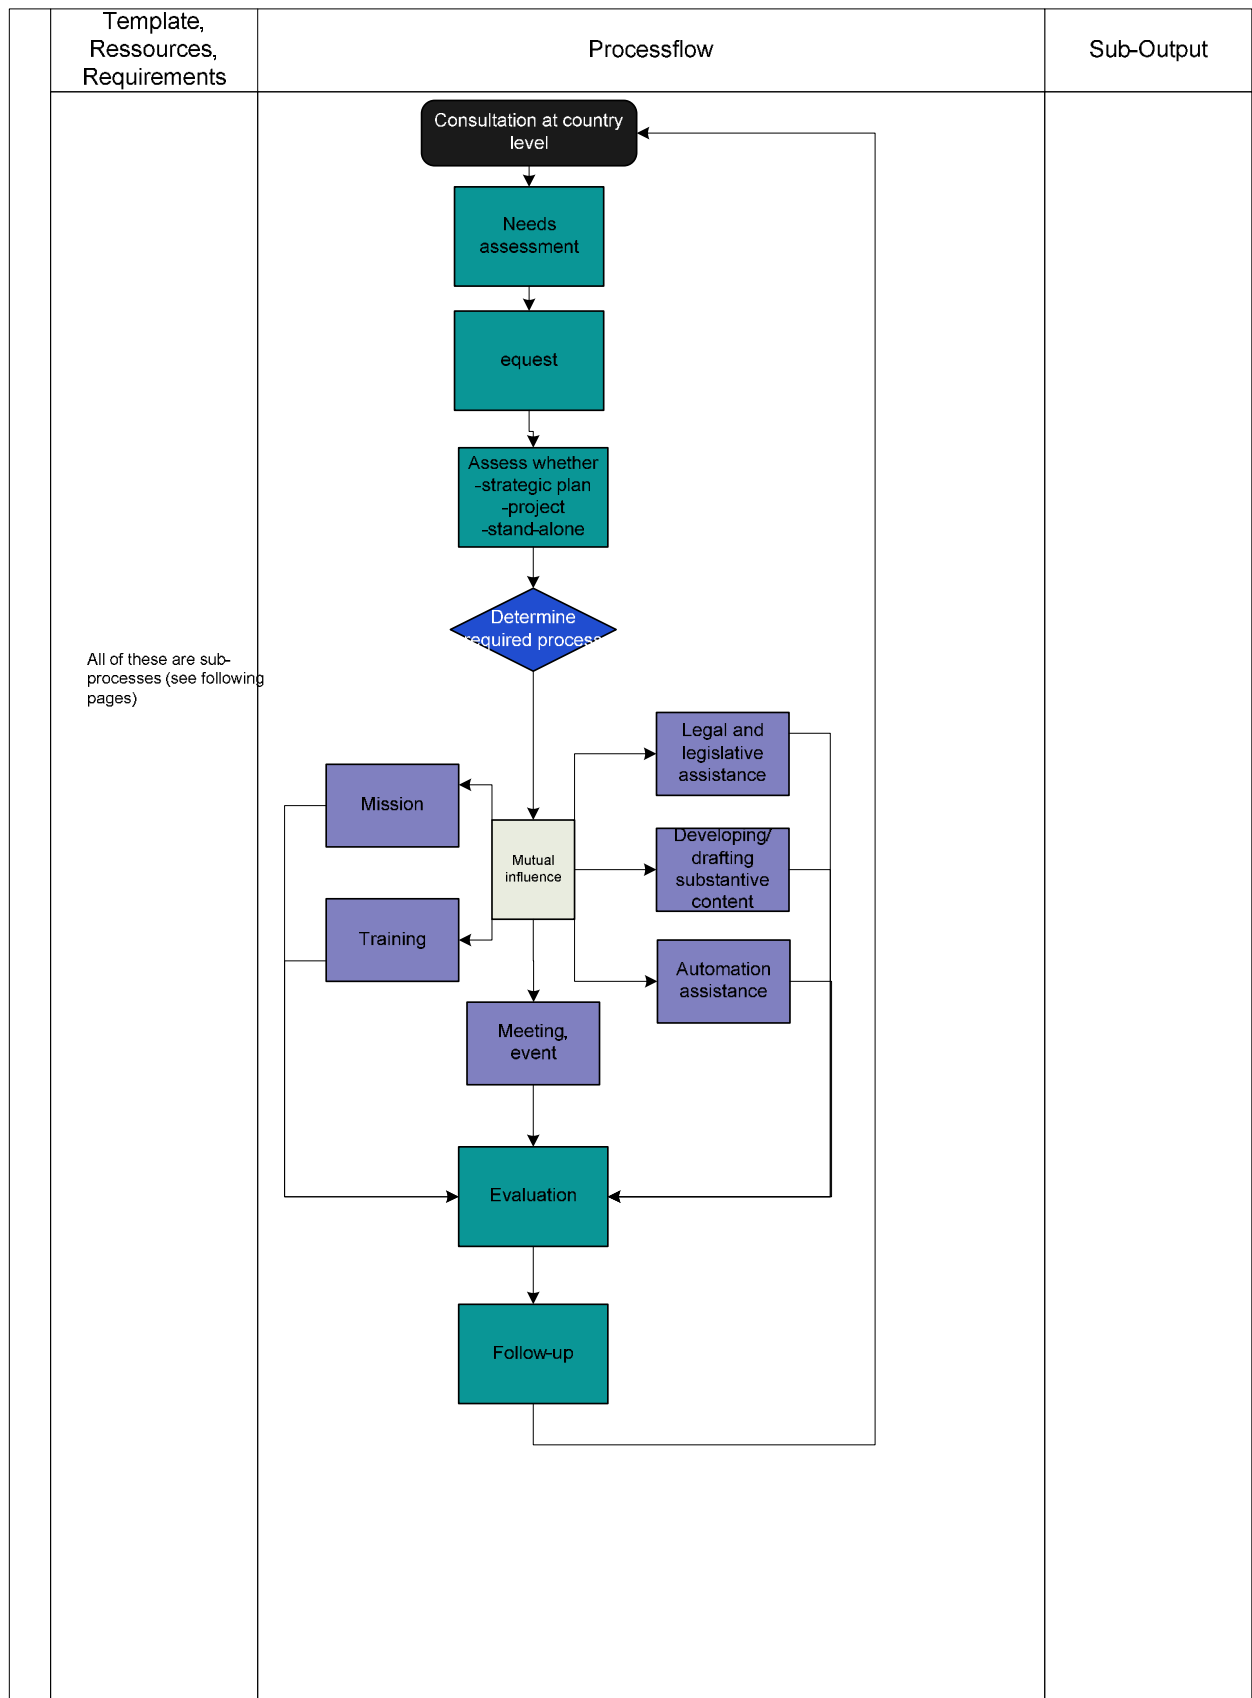 Template,
Ressources,
Requirements
Processflow
Sub-Output
Consultation at country
level
Needs
assessment
equest
Assess whether
-strategic plan
-project
-stand-alone
Determine
required process
All of these are sub-
processes (see following
pages)
Legal and
legislative
assistance
Mission
Developing/
drafting
substantive
content
Mutual
influence
Training
Automation
assistance
Meeting,
event
Evaluation
Follow-up